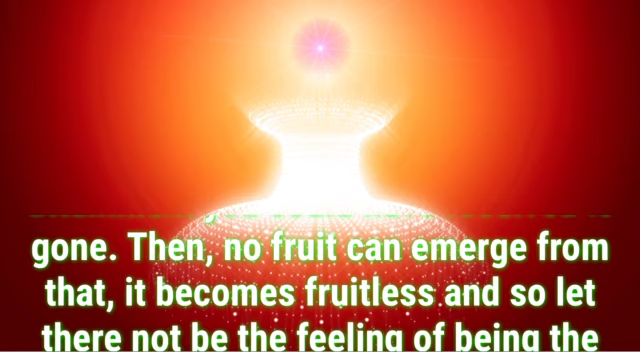 gone. Then, no fruit can emerge from
that, it becomes fruitless and so let
there not be the feeling of being the